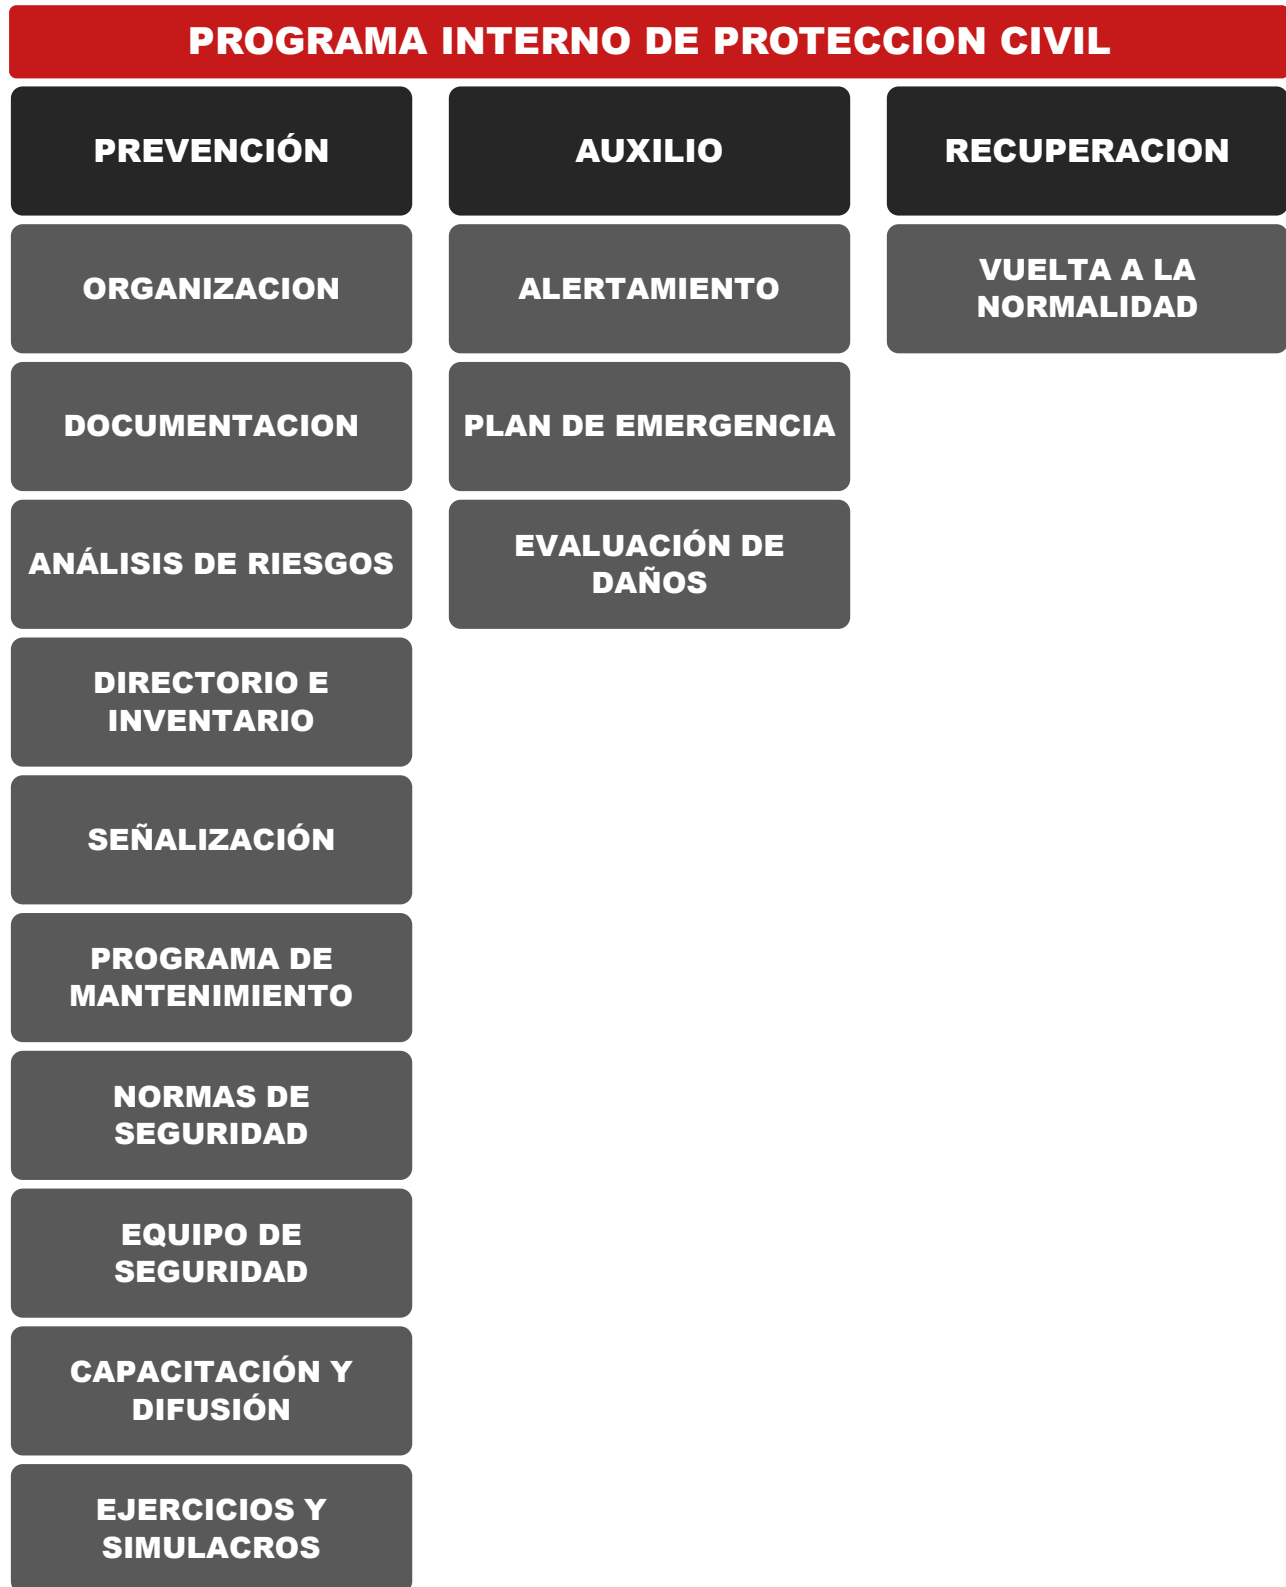 PROGRAMA INTERNO DE PROTECCION CIVIL
PREVENCIÓN
ORGANIZACION
DOCUMENTACION
ANÁLISIS DE RIESGOS
DIRECTORIO E
INVENTARIO
SEÑALIZACIÓN
PROGRAMA DE
MANTENIMIENTO
NORMAS DE
SEGURIDAD
EQUIPO DE
SEGURIDAD
CAPACITACIÓN Y
DIFUSIÓN
EJERCICIOS Y
SIMULACROS
AUXILIO
ALERTAMIENTO
PLAN DE EMERGENCIA
EVALUACIÓN DE
DAÑOS
RECUPERACION
VUELTA A LA
NORMALIDAD